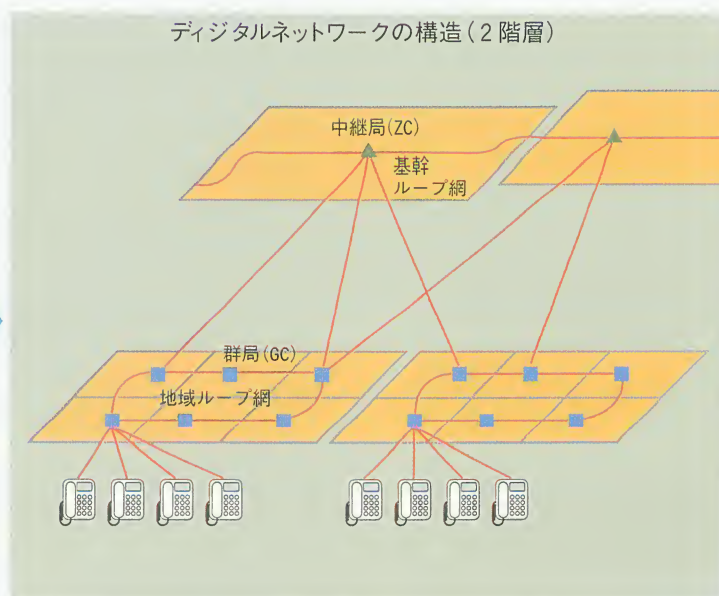 ディジタルネットワークの構造(2階層)
中継局(ZC)
基幹
ループ網
群局(GC)
地域ループ網